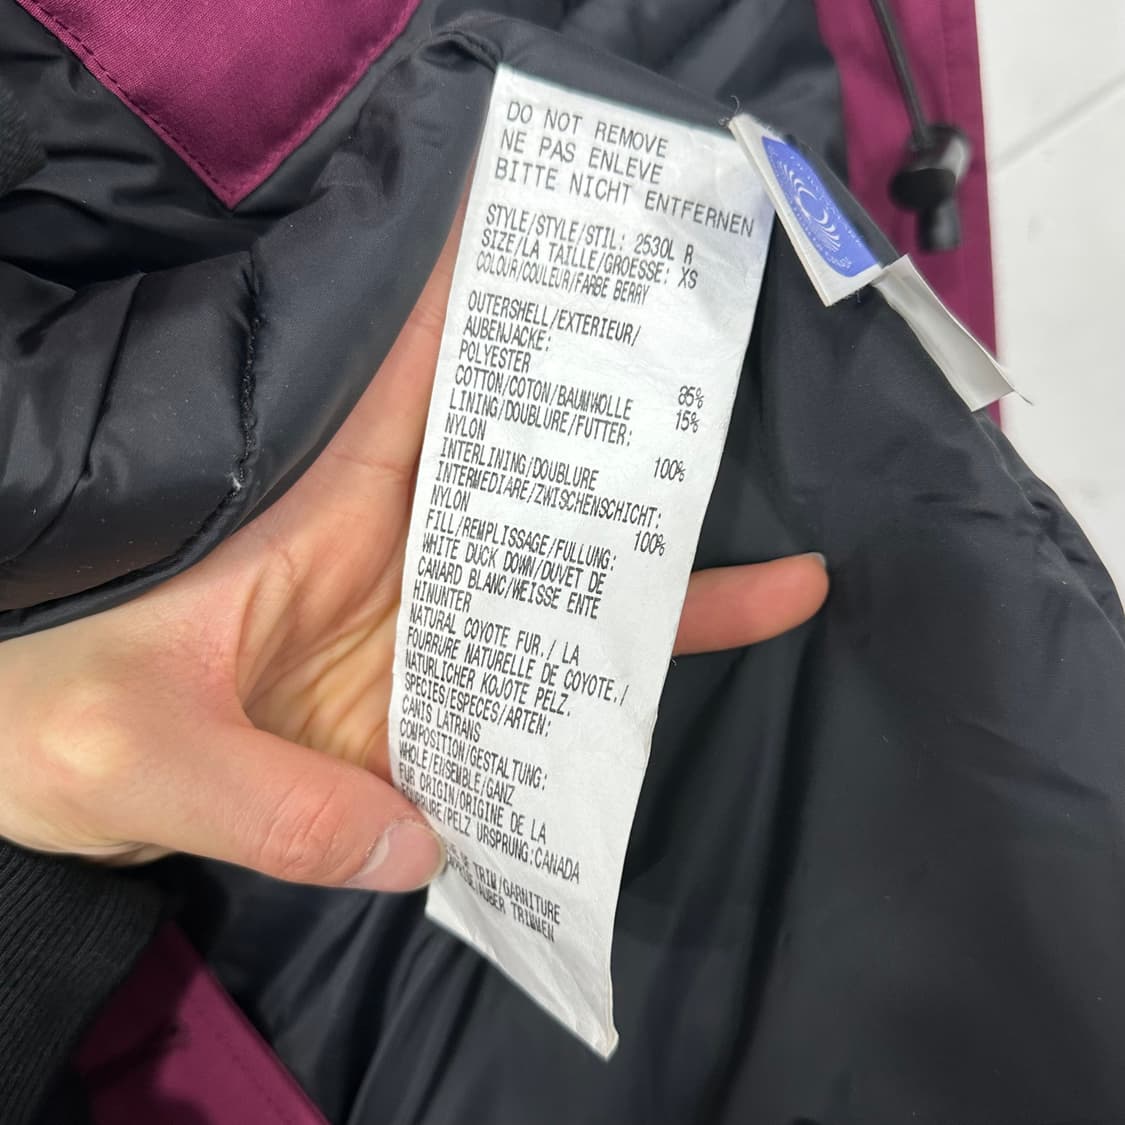 DO NOT REMOVE
NE PAS ENLEVE
BITTE NICHT ENTFERNEN
STYLE/STYLE/STIL: 2530L R
SIZE/LA TAILLE/GROESSE: XS
COLOUR/COULEUR/FARBE BERRY
OUTERSHELL/EXTERIEUR/
AUBENJACKE:
POLYESTER 85%
COTTON/COTON/BAUMWOLLE 15%
LINING/DOUBLURE/FUTTER:
NYLON 100%
INTERLINING/DOUBLURE
INTERMEDIARE/ZWISCHENSCHICHT:
NYLON 100%
FILL/REMPLISSAGE/FULLUNG:
WHITE DUCK DOWN/DUVET DE
CANARD BLANC/WEISSE ENTE
HINUNTER
NATURAL COYOTE FUR./ LA
FOURRURE NATURELLE DE COYOTE./
NATURLICHER KOJOTE PELZ.
SPECIES/ESPECES/ARTEN:
CANIS LATRANS
COMPOSITION/GESTALTUNG:
WHOLE/ENSEMBLE/GANZ
FUR ORIGIN/ORIGINE DE LA
PELZ URSPRUNG:CANADA
TRIM/GARNITURE
/AUBER TRIMMEN